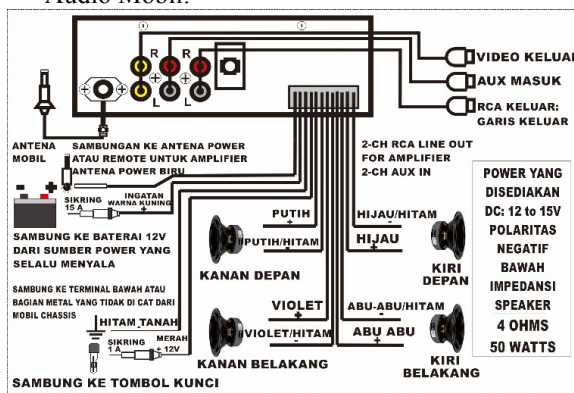 Audio Mobil.
R
R
L
L
VIDEO KELUAR
AUX MASUK
RCA KELUAR:
GARIS KELUAR
ANTENA
MOBIL
SAMBUNGAN KE ANTENA POWER
ATAU REMOTE UNTUK AMPLIFIER
ANTENA POWER BIRU
2-CH RCA LINE OUT
FOR AMPLIFIER
2-CH AUX IN
SIKRING
15 A
INGATAN
WARNA KUNING
+
SAMBUNG KE BATERAI 12V
DARI SUMBER POWER YANG
SELALU MENYALA
PUTIH
+
PUTIH/HITAM
-
KANAN DEPAN
HIJAU/HITAM
-
HIJAU
+
KIRI
DEPAN
POWER YANG
DISEDIAKAN
DC: 12 to 15V
POLARITAS
NEGATIF
BAWAH
IMPEDANSI
SPEAKER
4 OHMS
50 WATTS
SAMBUNG KE TERMINAL BAWAH ATAU
BAGIAN METAL YANG TIDAK DI CAT DARI
MOBIL CHASSIS
HITAM_TANAH
SIKRING
1 A
MERAH
+ 12V
SAMBUNG KE TOMBOL KUNCI
VIOLET
+
VIOLET/HITAM
-
KANAN BELAKANG
ABU-ABU/HITAM
-
ABU ABU
+
KIRI
BELAKANG